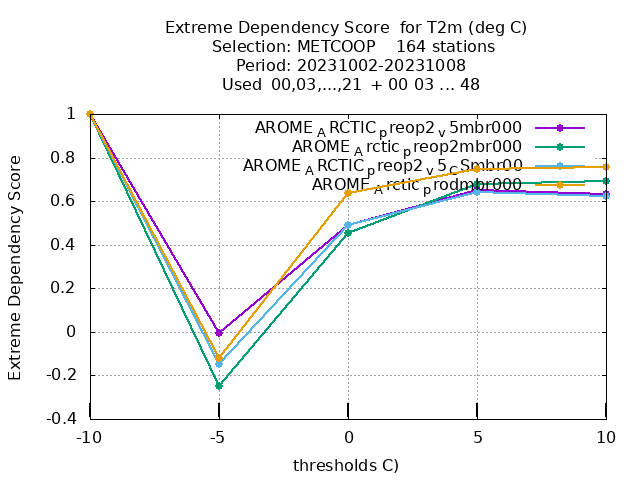 Extreme Dependency Score  for T2m (deg C)
Selection: METCOOP    164 stations
Period: 20231002-20231008
Used  00,03,...,21  + 00 03 ... 48
AROME_ARCTIC_preop2_v5mbr000
AROME_Arctic_preop2mbr000
AROME_ARCTIC_preop2_v5_CSmbr00
AROME_Arctic_prodmbr000
Extreme Dependency Score
1
0.8
0.6
0.4
0.2
0
-0.2
-0.4
-10 -5 0 5 10
thresholds C)